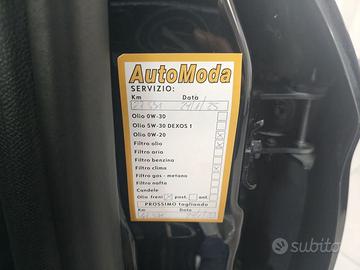 AutoModa
SERVIZIO:
Km Data
Olio 0W-30
Olio 5W-30 DEXOS 1
Olio 0W-20
Filtro olio
Filtro aria
Filtro benzina
Filtro clima
Filtro gas - metano
Filtro nafta
Candele
Olio freni post. ant.
PROSSIMO tagliando
Km Data
subito